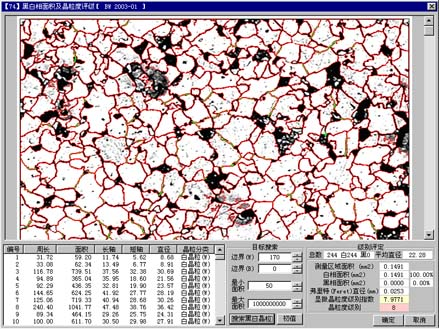 【74】黑白相面积及晶粒度评级[ BW 2003-01 ]
编号 周长 面积 长轴 短轴 直径 晶粒分类
1 31.72 59.20 11.74 5.62 8.68 白晶粒(W)
2 33.08 62.34 13.49 6.77 8.91 白晶粒(W)
3 116.78 739.51 37.56 32.38 30.69 白晶粒(W)
4 94.89 365.04 35.95 18.60 21.56 白晶粒(W)
5 92.29 436.35 32.81 19.90 23.57 白晶粒(W)
6 144.65 624.25 41.92 27.77 28.19 白晶粒(W)
7 125.06 719.33 40.94 28.68 30.26 白晶粒(W)
8 240.40 1041.77 47.48 38.76 36.42 白晶粒(W)
9 89.34 464.15 29.26 25.75 24.31 白晶粒(W)
10 100.00 611.70 30.50 29.98 27.91 白晶粒(W)
目标搜索
边界(W) 170
边界(B) 0
最小面积 50
最大面积 1000000000
搜索黑白晶粒 初值
级别评定
总数 244 白244 黑0 平均直径 22.28
测量区域面积 (mm2) 0.1491
白相面积 (mm2) 0.1491 100.00%
黑相面积 (mm2) 0.0000 0.00%
弗里特(Feret)直径(mm) 0.0253
显微晶粒度级别指数 7.9771
晶粒度级别 8
确定 取消